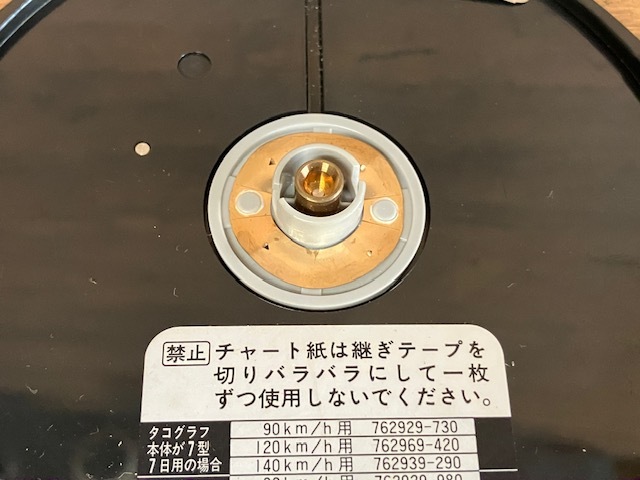 禁止 チャート紙は継ぎテープを
切りバラバラにして一枚
ずつ使用しないでください。
タコグラフ
本体が7型
7日用の場合
90km/h用 762929-730
120km/h用 762969-420
140km/h用 762939-290